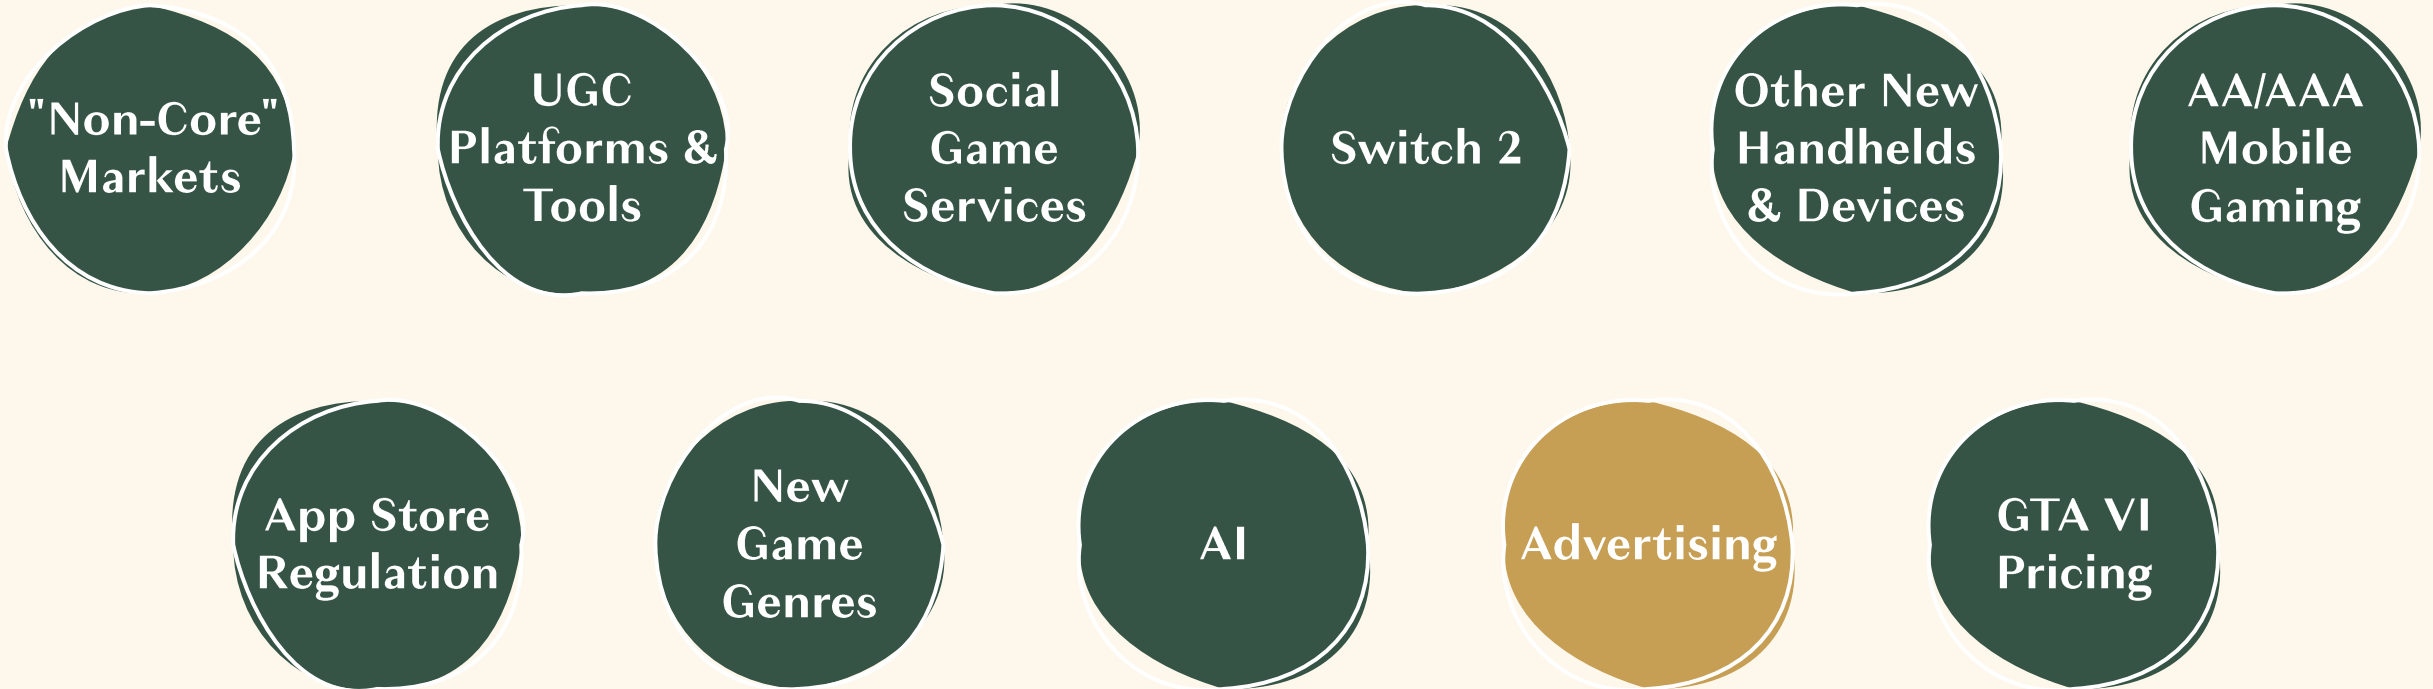 "Non-Core"
Markets
UGC
Platforms &
Tools
Social
Game
Services
Switch 2
Other New
Handhelds
& Devices
AA/AAA
Mobile
Gaming
App Store
Regulation
New
Game
Genres
AI
Advertising
GTA VI
Pricing